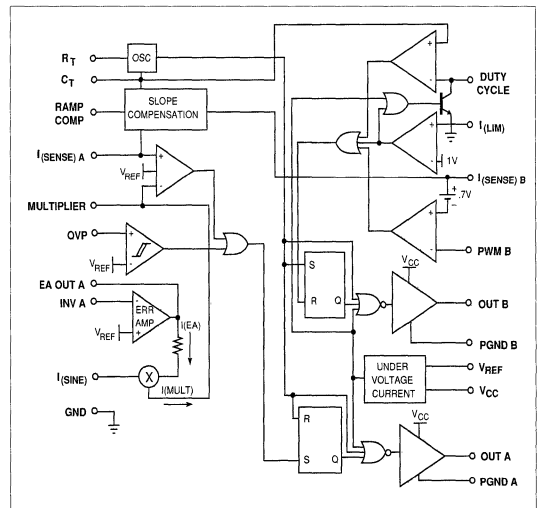 R T
OSC
C T
DUTY CYCLE
RAMP COMP
SLOPE COMPENSATION
I (LIM)
1V
I (SENSE) A
+
VREF
-
I (SENSE) B
+
.7V
-
MULTIPLIER
OVP
+
VREF
-
PWM B
EA OUT A
INV A
-
ERR AMP
VREF
+
I(EA)
S
R
Q
VCC
OUT B
PGND B
I (SINE)
X
I(MULT)
UNDER VOLTAGE CURRENT
VREF
VCC
GND
R
S
Q
VCC
OUT A
PGND A
+
-
+
-
+
-